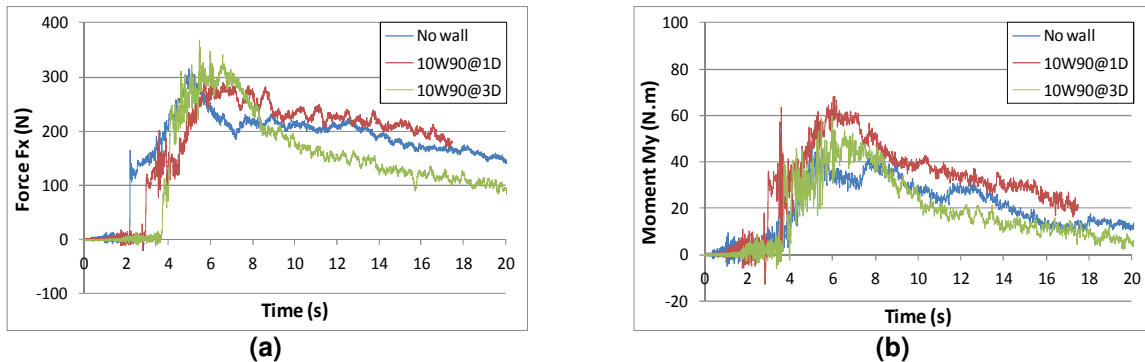 400
300
200
100
0
-100
Force Fx (N)
0 2 4 6 8 10 12 14 16 18 20
Time (s)
No wall
10W90@1D
10W90@3D
(a)
100
80
60
40
20
0
-20
Moment My (N.m)
0 2 4 6 8 10 12 14 16 18 20
Time (s)
No wall
10W90@1D
10W90@3D
(b)